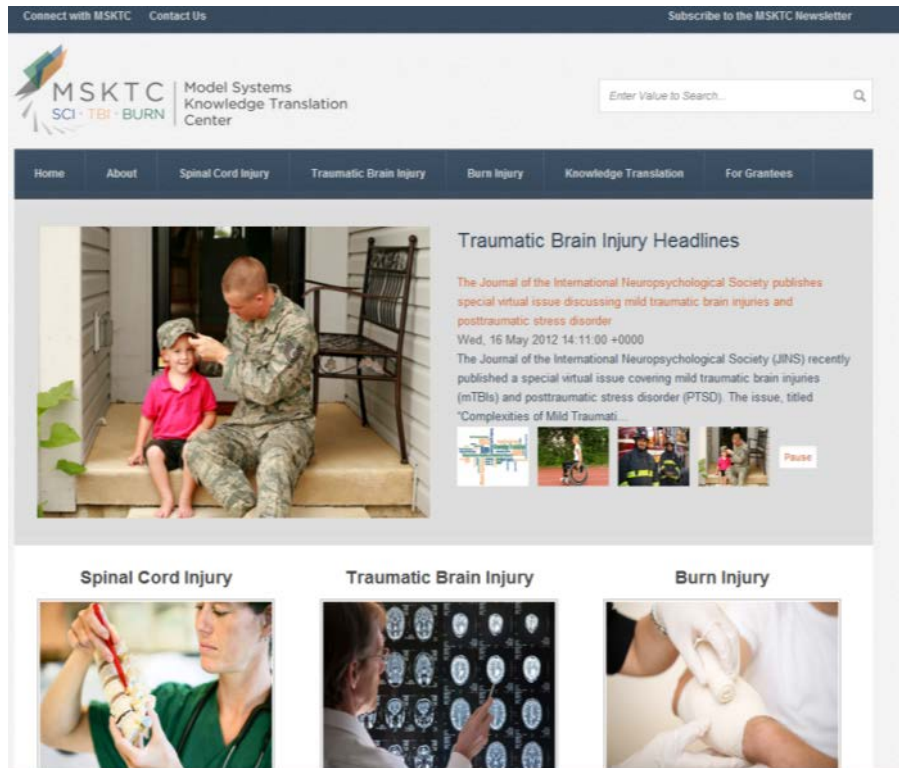 Connect with MSKTC Contact Us Subscribe to the MSKTC Newsletter
MSKTC
SCI · TBI · BURN
Model Systems
Knowledge Translation
Center
Enter Value to Search...
Home About Spinal Cord Injury Traumatic Brain Injury Burn Injury Knowledge Translation For Grantees
Traumatic Brain Injury Headlines
The Journal of the International Neuropsychological Society publishes
special virtual issue discussing mild traumatic brain injuries and
posttraumatic stress disorder
Wed, 16 May 2012 14:11:00 +0000
The Journal of the International Neuropsychological Society (JINS) recently
published a special virtual issue covering mild traumatic brain injuries
(mTBIs) and posttraumatic stress disorder (PTSD). The issue, titled
"Complexities of Mild Traumati...
Pause
Spinal Cord Injury Traumatic Brain Injury Burn Injury